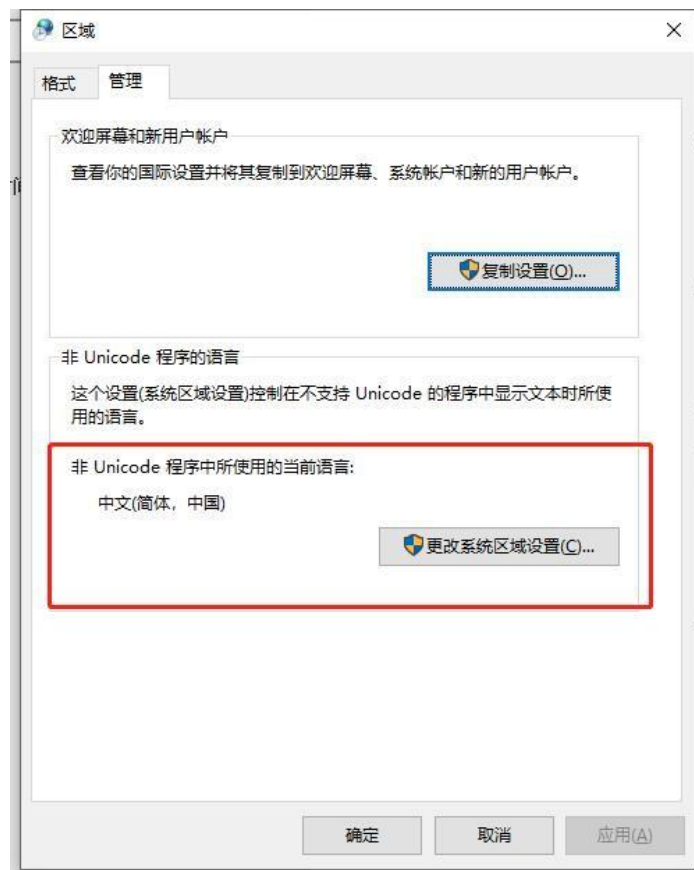 区域
格式
管理
欢迎屏幕和新用户帐户
查看你的国际设置并将其复制到欢迎屏幕、系统帐户和新的用户帐户。
复制设置(O)...
非 Unicode 程序的语言
这个设置(系统区域设置)控制在不支持 Unicode 的程序中显示文本时所使
用的语言。
非 Unicode 程序中所使用的当前语言:
中文(简体，中国)
更改系统区域设置(C)...
确定
取消
应用(A)